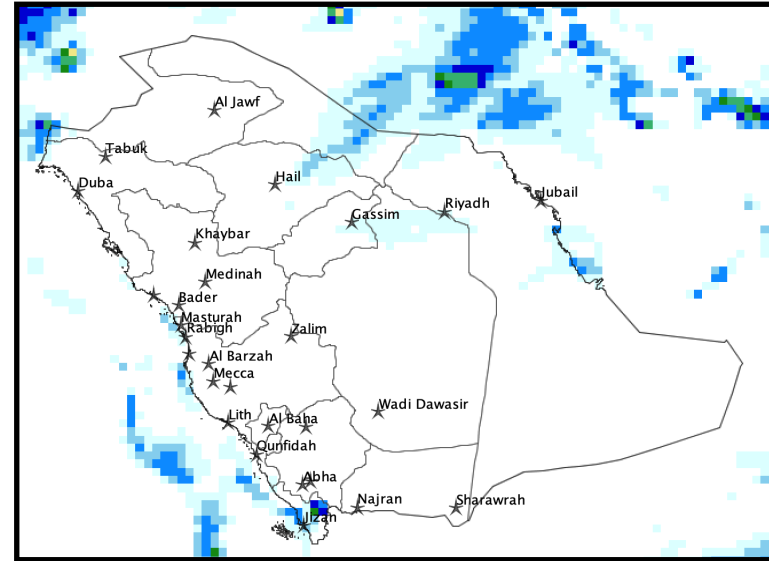 Al Jawf
Tabuk
Duba
Hail
Jubail
Riyadh
Gassim
Khaybar
Medinah
Bader
Masturah
Rabigh
Zalim
Al Barzah
Mecca
Wadi Dawasir
Lith
Al Baha
Qunfidah
Abha
Najran
Sharawrah
Jizan